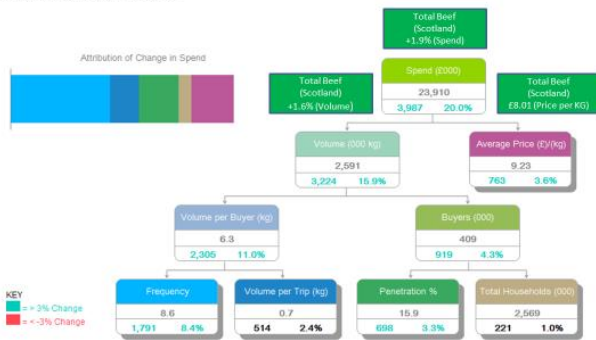 Total Beef
(Scotland)
+1.9% (Spend)
Attribution of Change in Spend
Total Beef
(Scotland)
+1.6% (Volume)
Spend (£000)
23,910
3,987 20.0%
Total Beef
(Scotland)
£8.01 (Price per KG)
Volume (000 kg)
2,591
3,224 15.9%
Average Price (£)/(kg)
9.23
763 3.6%
Volume per Buyer (kg)
6.3
2,305 11.0%
Buyers (000)
409
919 4.3%
KEY
= > 3% Change
= < -3% Change
Frequency
8.6
1,791 8.4%
Volume per Trip (kg)
0.7
514 2.4%
Penetration %
15.9
698 3.3%
Total Households (000)
2,569
221 1.0%